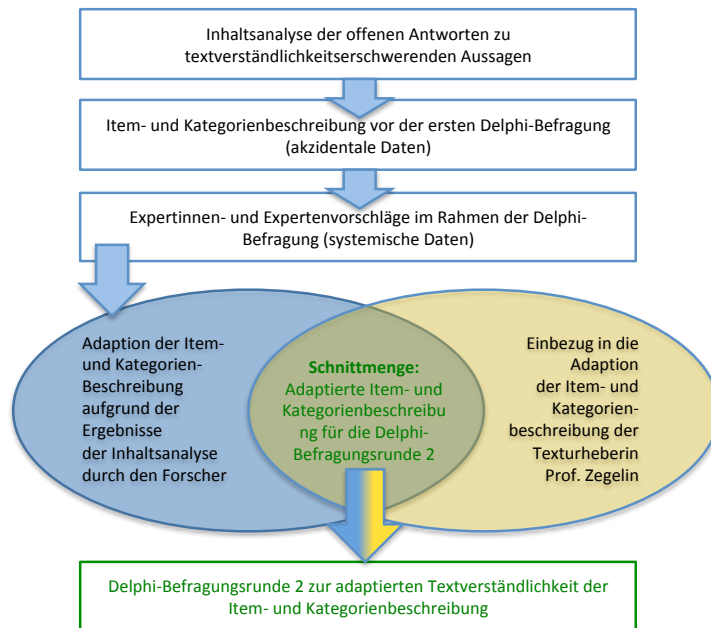 Inhaltsanalyse der offenen Antworten zu
textverständlichkeitserschwerenden Aussagen
Item- und Kategorienbeschreibung vor der ersten Delphi-Befragung
(akzidentale Daten)
Expertinnen- und Expertenvorschläge im Rahmen der Delphi-
Befragung (systemische Daten)
Adaption der Item-
und Kategorien-
Beschreibung
aufgrund der
Ergebnisse
der Inhaltsanalyse
durch den Forscher
Schnittmenge:
Adaptierte Item- und
Kategorienbeschreibu
ng für die Delphi-
Befragungsrunde 2
Einbezug in die
Adaption
der Item- und
Kategorien-
beschreibung der
Texturheberin
Prof. Zegelin
Delphi-Befragungsrunde 2 zur adaptierten Textverständlichkeit der
Item- und Kategorienbeschreibung